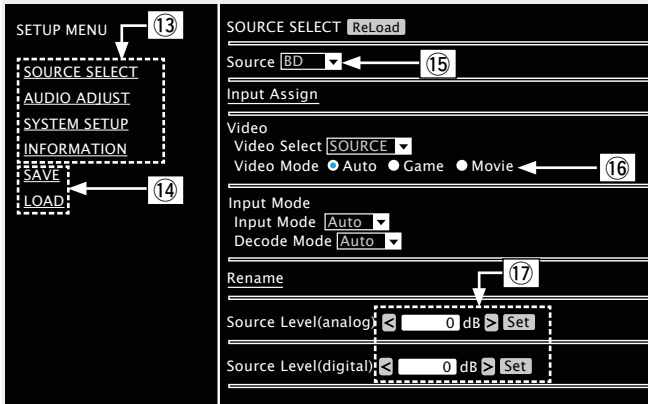 SETUP MENU
⑬
SOURCE SELECT
AUDIO ADJUST
SYSTEM SETUP
INFORMATION
SAVE
LOAD
⑭
SOURCE SELECT ReLoad
Source BD
⑮
Input Assign
Video
Video Select SOURCE
Video Mode Auto Game Movie
⑯
Input Mode
Input Mode Auto
Decode Mode Auto
Rename
⑰
Source Level(analog) < 0 dB > Set
Source Level(digital) < 0 dB > Set